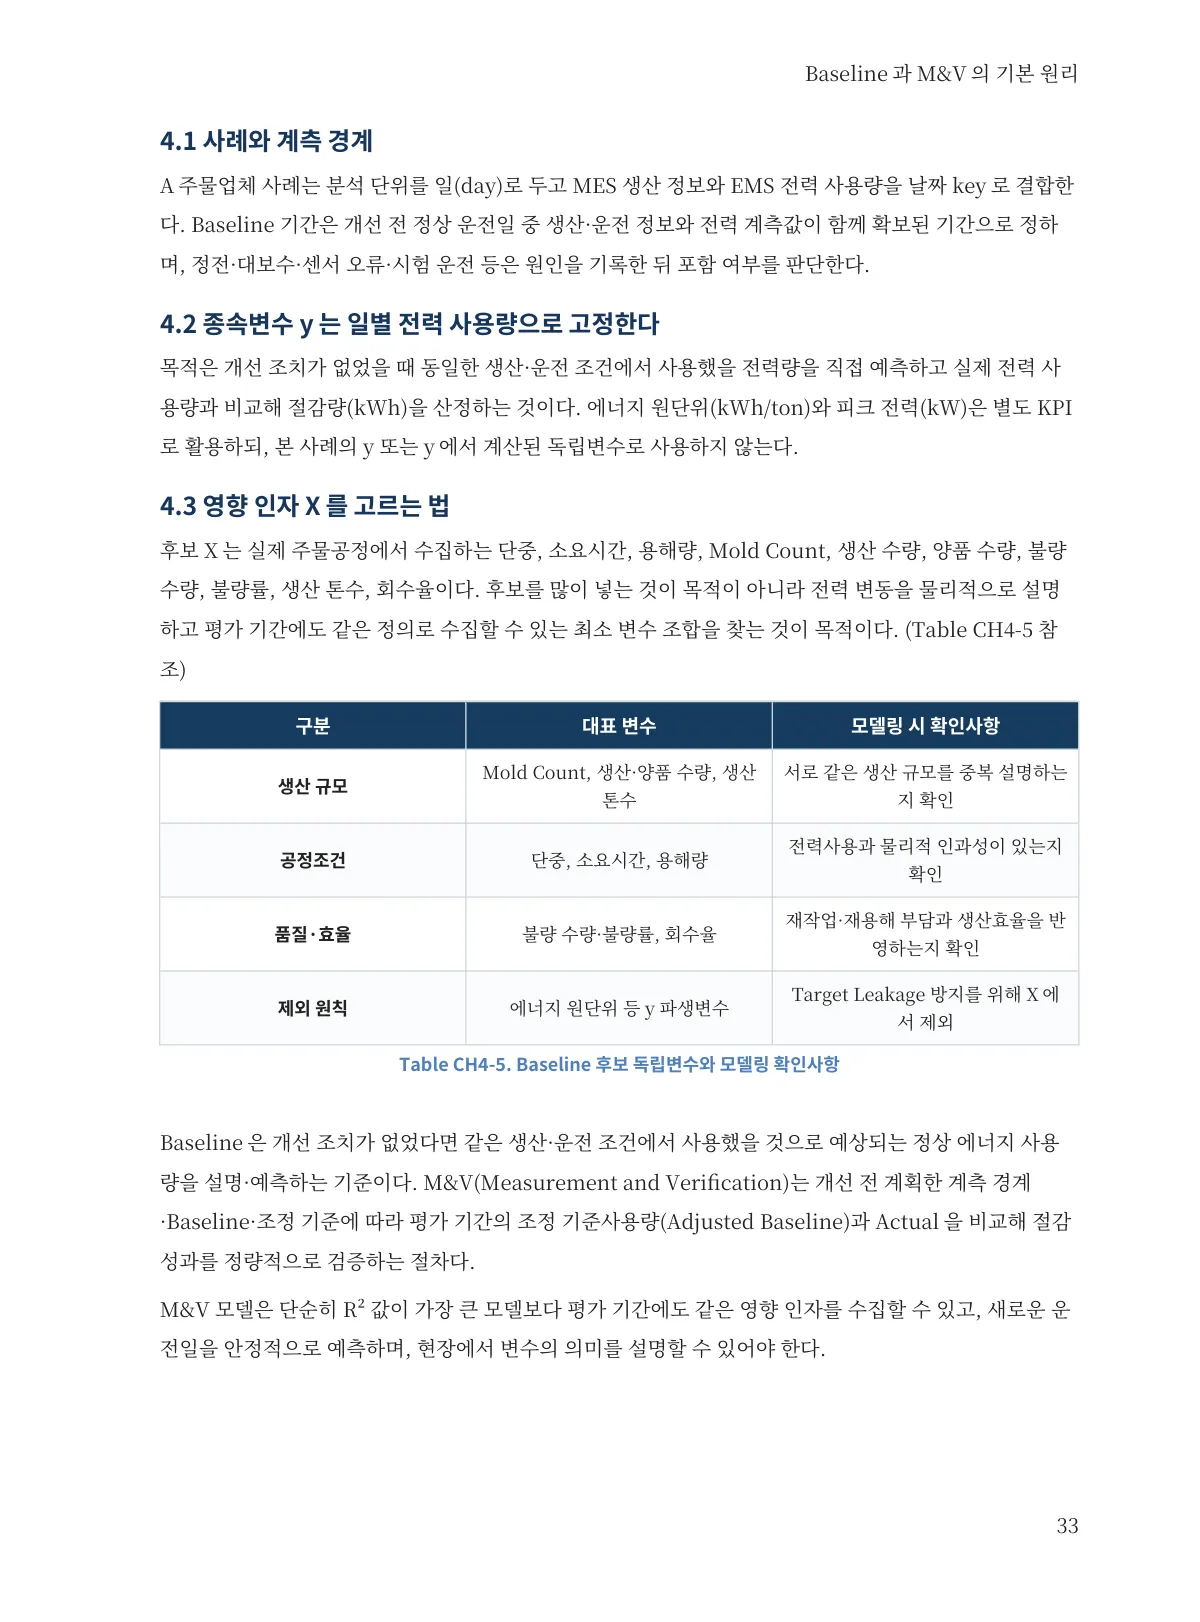 Baseline 과 M&V 의 기본 원리
4.1 사례와 계측 경계
A 주물업체 사례는 분석 단위를 일(day)로 두고 MES 생산 정보와 EMS 전력 사용량을 날짜 key 로 결합한
다. Baseline 기간은 개선 전 정상 운전일 중 생산·운전 정보와 전력 계측값이 함께 확보된 기간으로 정하
며, 정전·대보수·센서 오류·시험 운전 등은 원인을 기록한 뒤 포함 여부를 판단한다.
4.2 종속변수 y 는 일별 전력 사용량으로 고정한다
목적은 개선 조치가 없었을 때 동일한 생산·운전 조건에서 사용했을 전력량을 직접 예측하고 실제 전력 사
용량과 비교해 절감량(kWh)을 산정하는 것이다. 에너지 원단위(kWh/ton)와 피크 전력(kW)은 별도 KPI
로 활용하되, 본 사례의 y 또는 y 에서 계산된 독립변수로 사용하지 않는다.
4.3 영향 인자 X 를 고르는 법
후보 X 는 실제 주물공정에서 수집하는 단중, 소요시간, 용해량, Mold Count, 생산 수량, 양품 수량, 불량
수량, 불량률, 생산 톤수, 회수율이다. 후보를 많이 넣는 것이 목적이 아니라 전력 변동을 물리적으로 설명
하고 평가 기간에도 같은 정의로 수집할 수 있는 최소 변수 조합을 찾는 것이 목적이다. (Table CH4-5 참
조)
구분 대표 변수 모델링 시 확인사항
생산 규모 Mold Count, 생산·양품 수량, 생산 서로 같은 생산 규모를 중복 설명하는
톤수 지 확인
공정조건 단중, 소요시간, 용해량 전력사용과 물리적 인과성이 있는지
확인
품질·효율 불량 수량·불량률, 회수율 재작업·재용해 부담과 생산효율을 반
영하는지 확인
제외 원칙 에너지 원단위 등 y 파생변수 Target Leakage 방지를 위해 X 에
서 제외
Table CH4-5. Baseline 후보 독립변수와 모델링 확인사항
Baseline 은 개선 조치가 없었다면 같은 생산·운전 조건에서 사용했을 것으로 예상되는 정상 에너지 사용
량을 설명·예측하는 기준이다. M&V(Measurement and Verification)는 개선 전 계획한 계측 경계
·Baseline·조정 기준에 따라 평가 기간의 조정 기준사용량(Adjusted Baseline)과 Actual 을 비교해 절감
성과를 정량적으로 검증하는 절차다.
M&V 모델은 단순히 R² 값이 가장 큰 모델보다 평가 기간에도 같은 영향 인자를 수집할 수 있고, 새로운 운
전일을 안정적으로 예측하며, 현장에서 변수의 의미를 설명할 수 있어야 한다.
33